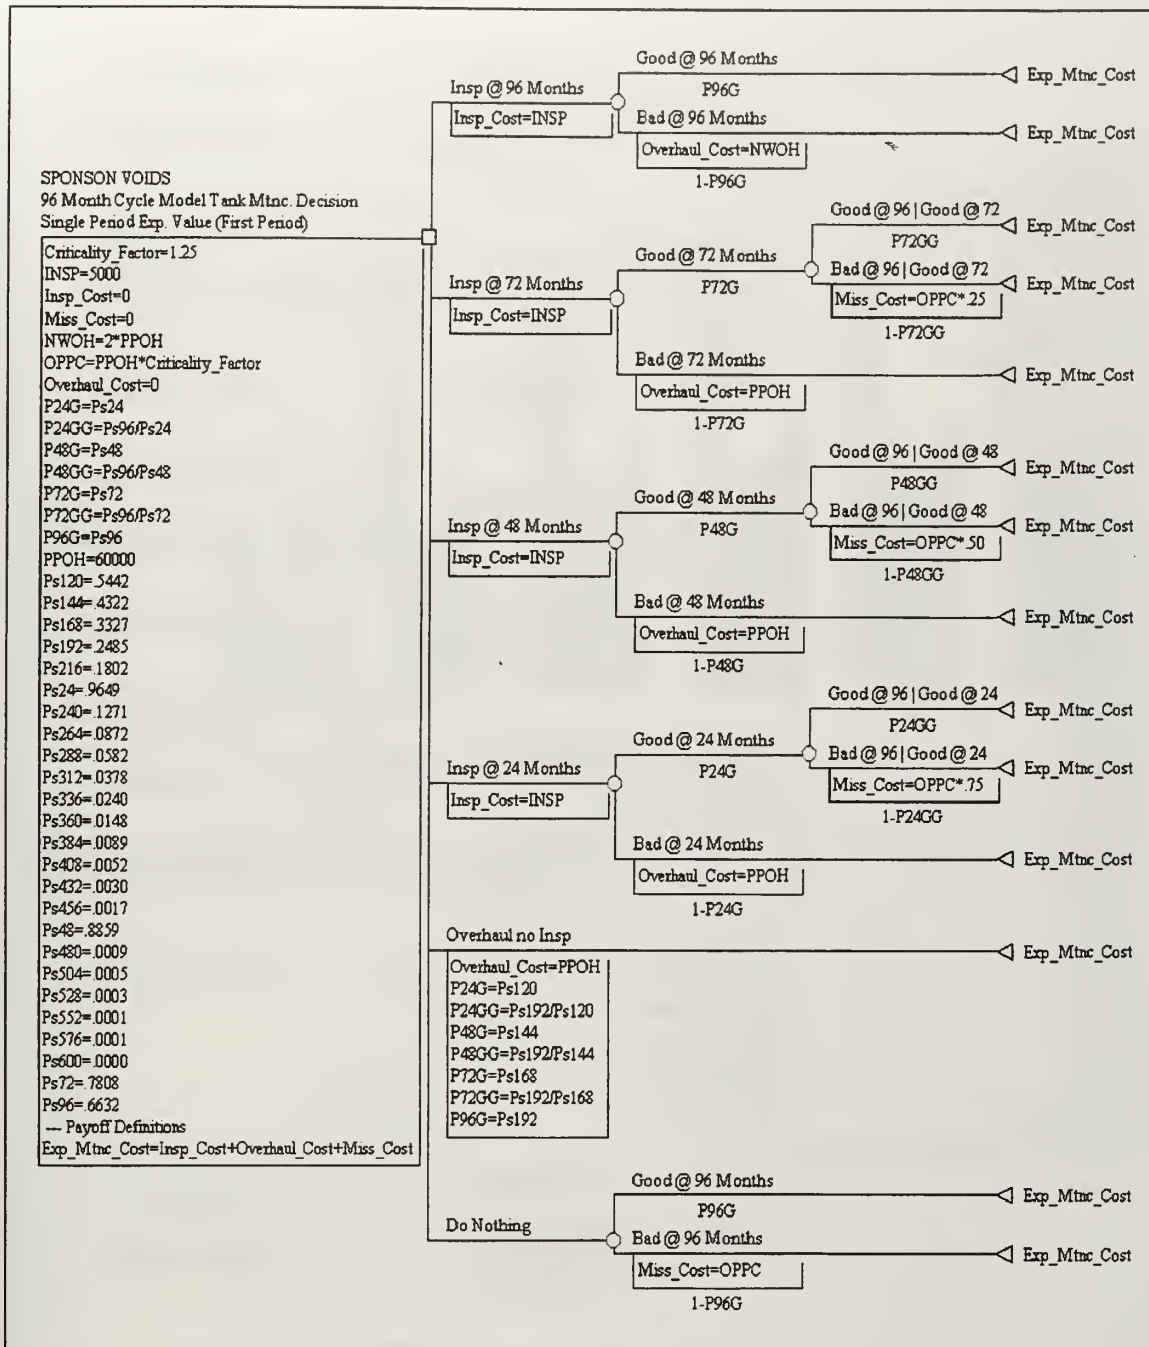 SPONSON VOIDS
96 Month Cycle Model Tank Mtnc. Decision
Single Period Exp. Value (First Period)
Criticality_Factor=1.25
INSP=5000
Insp_Cost=0
Miss_Cost=0
NWOH=2*PPOH
OPPC=PPOH*Criticality_Factor
Overhaul_Cost=0
P24G=Ps24
P24GG=Ps96/Ps24
P48G=Ps48
P48GG=Ps96/Ps48
P72G=Ps72
P72GG=Ps96/Ps72
P96G=Ps96
PPOH=60000
Ps120=.5442
Ps144=.4322
Ps168=.3327
Ps192=.2485
Ps216=.1802
Ps24=.9649
Ps240=.1271
Ps264=.0872
Ps288=.0582
Ps312=.0378
Ps336=.0240
Ps360=.0148
Ps384=.0089
Ps408=.0052
Ps432=.0030
Ps456=.0017
Ps48=.8859
Ps480=.0009
Ps504=.0005
Ps528=.0003
Ps552=.0001
Ps576=.0001
Ps600=.0000
Ps72=.7808
Ps96=.6632
--- Payoff Definitions
Exp_Mtnc_Cost=Insp_Cost+Overhaul_Cost+Miss_Cost
Insp @ 96 Months
Insp_Cost=INSP
Good @ 96 Months
P96G
Exp_Mtnc_Cost
Bad @ 96 Months
Overhaul_Cost=NWOH
1-P96G
Exp_Mtnc_Cost
Insp @ 72 Months
Insp_Cost=INSP
Good @ 72 Months
P72G
Good @ 96 | Good @ 72
P72GG
Exp_Mtnc_Cost
Bad @ 96 | Good @ 72
Miss_Cost=OPPC*.25
1-P72GG
Exp_Mtnc_Cost
Bad @ 72 Months
Overhaul_Cost=PPOH
1-P72G
Exp_Mtnc_Cost
Insp @ 48 Months
Insp_Cost=INSP
Good @ 48 Months
P48G
Good @ 96 | Good @ 48
P48GG
Exp_Mtnc_Cost
Bad @ 96 | Good @ 48
Miss_Cost=OPPC*.50
1-P48GG
Exp_Mtnc_Cost
Bad @ 48 Months
Overhaul_Cost=PPOH
1-P48G
Exp_Mtnc_Cost
Insp @ 24 Months
Insp_Cost=INSP
Good @ 24 Months
P24G
Good @ 96 | Good @ 24
P24GG
Exp_Mtnc_Cost
Bad @ 96 | Good @ 24
Miss_Cost=OPPC*.75
1-P24GG
Exp_Mtnc_Cost
Bad @ 24 Months
Overhaul_Cost=PPOH
1-P24G
Exp_Mtnc_Cost
Overhaul no Insp
Overhaul_Cost=PPOH
P24G=Ps120
P24GG=Ps192/Ps120
P48G=Ps144
P48GG=Ps192/Ps144
P72G=Ps168
P72GG=Ps192/Ps168
P96G=Ps192
Exp_Mtnc_Cost
Do Nothing
Good @ 96 Months
P96G
Exp_Mtnc_Cost
Bad @ 96 Months
Miss_Cost=OPPC
1-P96G
Exp_Mtnc_Cost